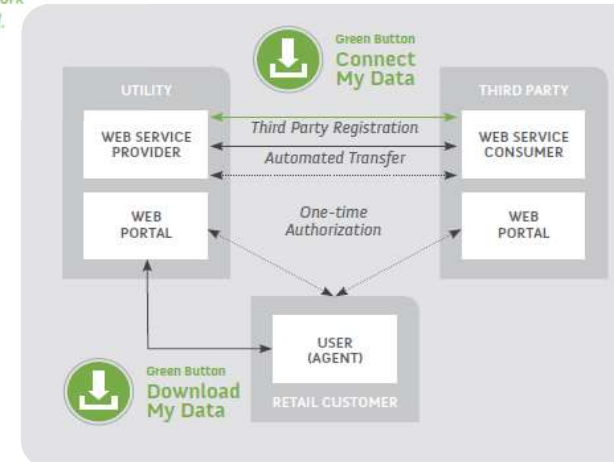 Green Button
Connect
My Data
UTILITY
THIRD PARTY
WEB SERVICE
PROVIDER
Third Party Registration
Automated Transfer
WEB SERVICE
CONSUMER
WEB
PORTAL
One-time
Authorization
WEB
PORTAL
USER
(AGENT)
RETAIL CUSTOMER
Green Button
Download
My Data